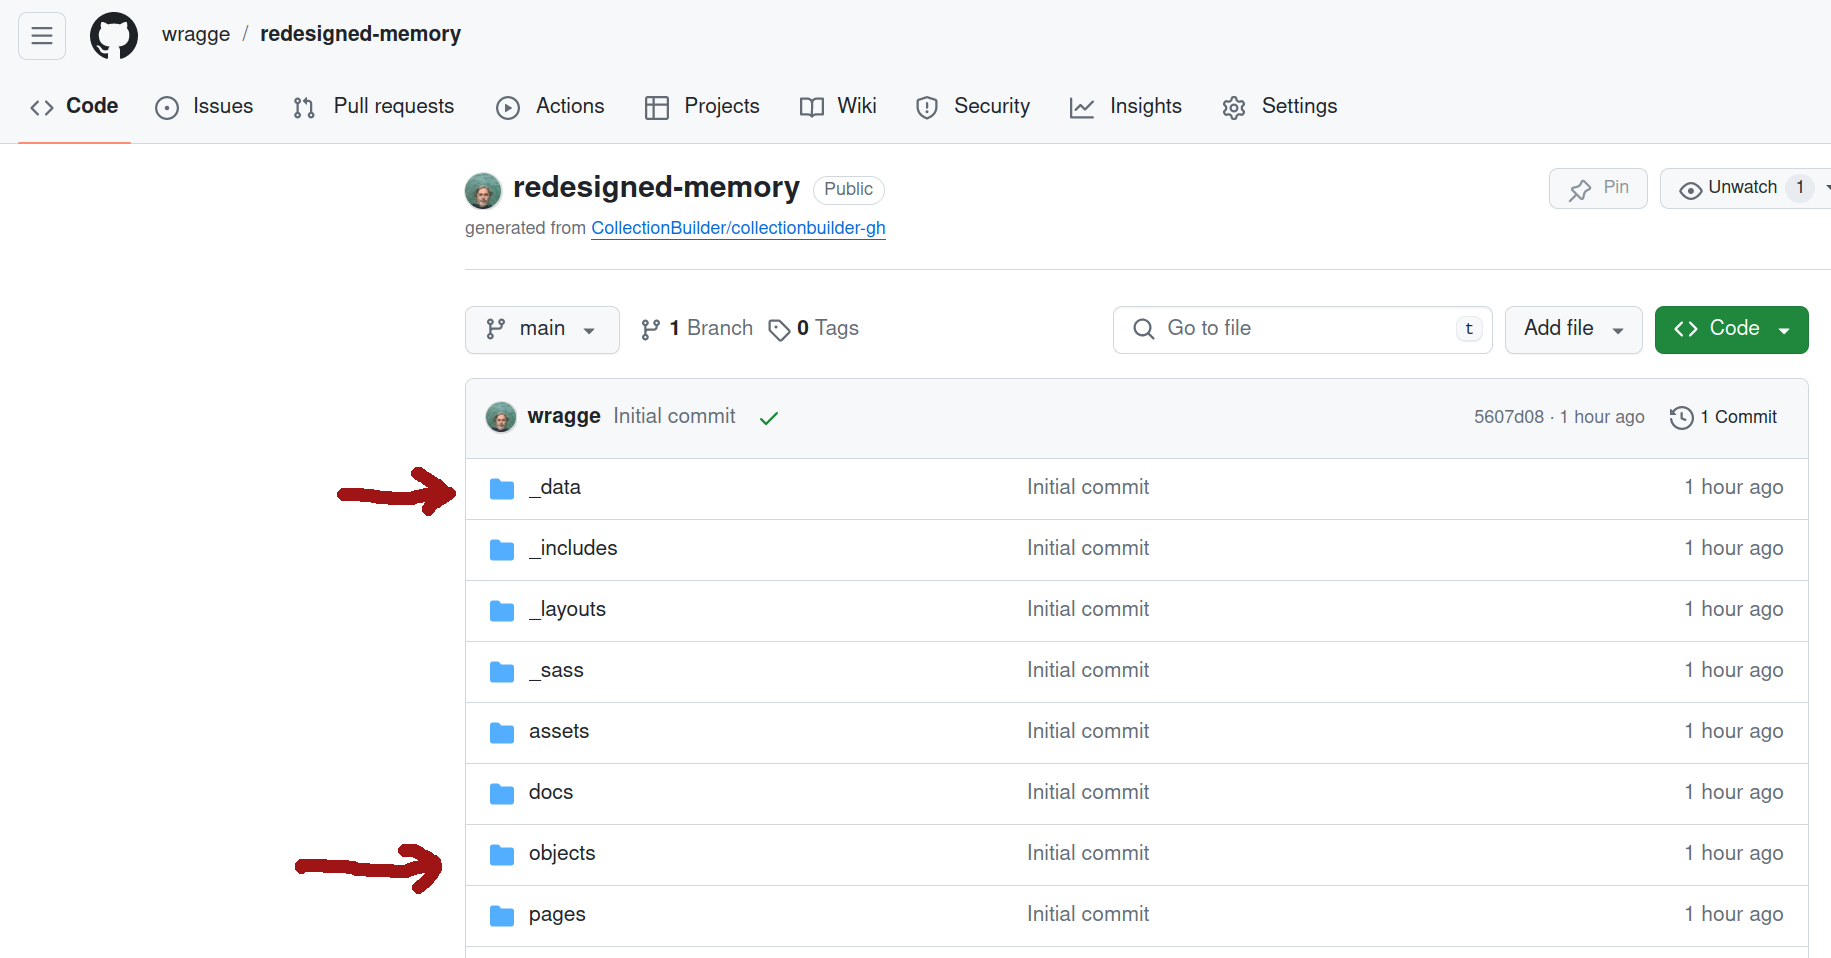 wragge / redesigned-memory
Code Issues Pull requests Actions Projects Wiki Security Insights Settings
redesigned-memory Public Pin Unwatch 1
generated from CollectionBuilder/collectionbuilder-gh
main 1 Branch 0 Tags Go to file t Add file Code
wragge Initial commit 5607d08 · 1 hour ago 1 Commit
_data Initial commit 1 hour ago
_includes Initial commit 1 hour ago
_layouts Initial commit 1 hour ago
_sass Initial commit 1 hour ago
assets Initial commit 1 hour ago
docs Initial commit 1 hour ago
objects Initial commit 1 hour ago
pages Initial commit 1 hour ago